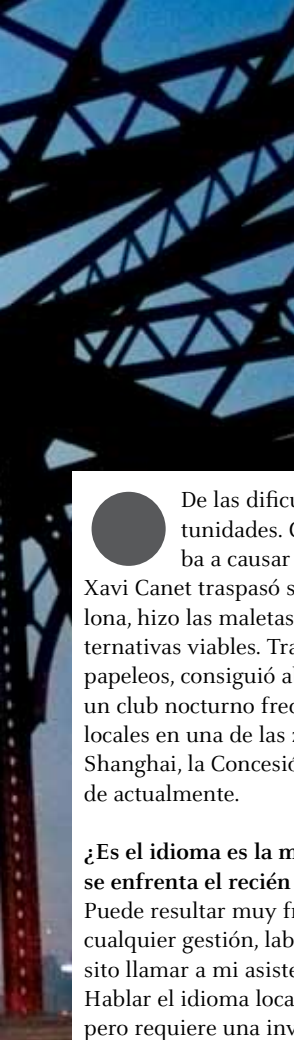 De las dificu
tunidades. C
ba a causar
Xavi Canet traspasó s
lona, hizo las maletas
ternativas viables. Tra
papeleos, consiguió al
un club nocturno frec
locales en una de las z
Shanghai, la Concesió
de actualmente.
¿Es el idioma es la m
se enfrenta el recién
Puede resultar muy fr
cualquier gestión, lab
sito llamar a mi asiste
Hablar el idioma loca
pero requiere una inv